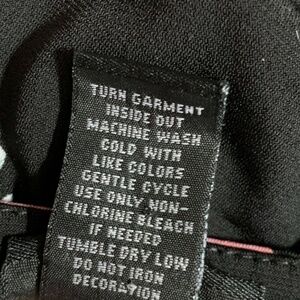 TURN GARMENT
INSIDE OUT
MACHINE WASH
COLD WITH
LIKE COLORS
GENTLE CYCLE
USE ONLY NON-
CHLORINE BLEACH
IF NEEDED
TUMBLE DRY LOW
DO NOT IRON
DECORATION